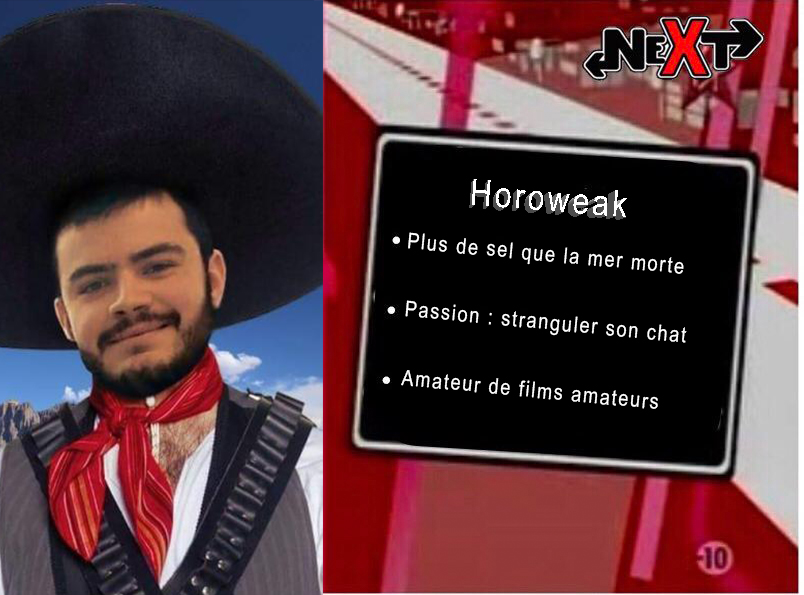 NEXT
Horoweak
• Plus de sel que la mer morte
• Passion : stranguler son chat
• Amateur de films amateurs
-10